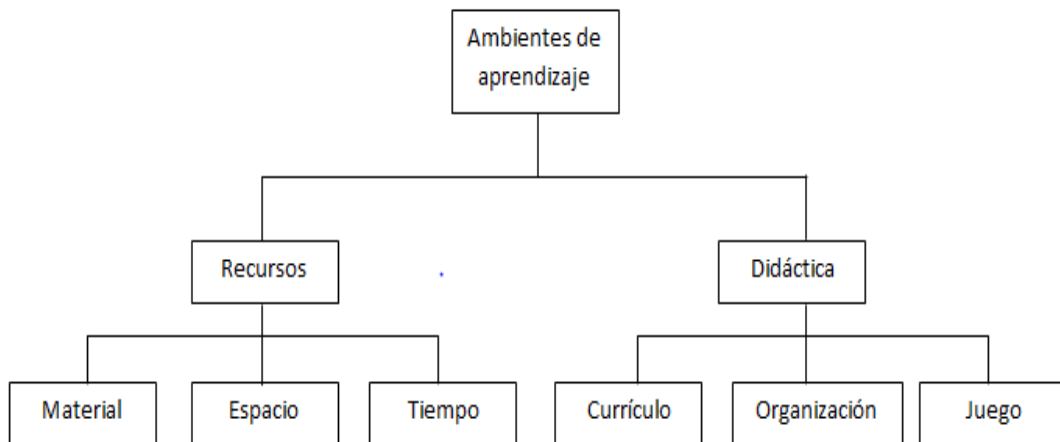 Ambientes de
aprendizaje
Recursos
Didáctica
Material
Espacio
Tiempo
Currículo
Organización
Juego